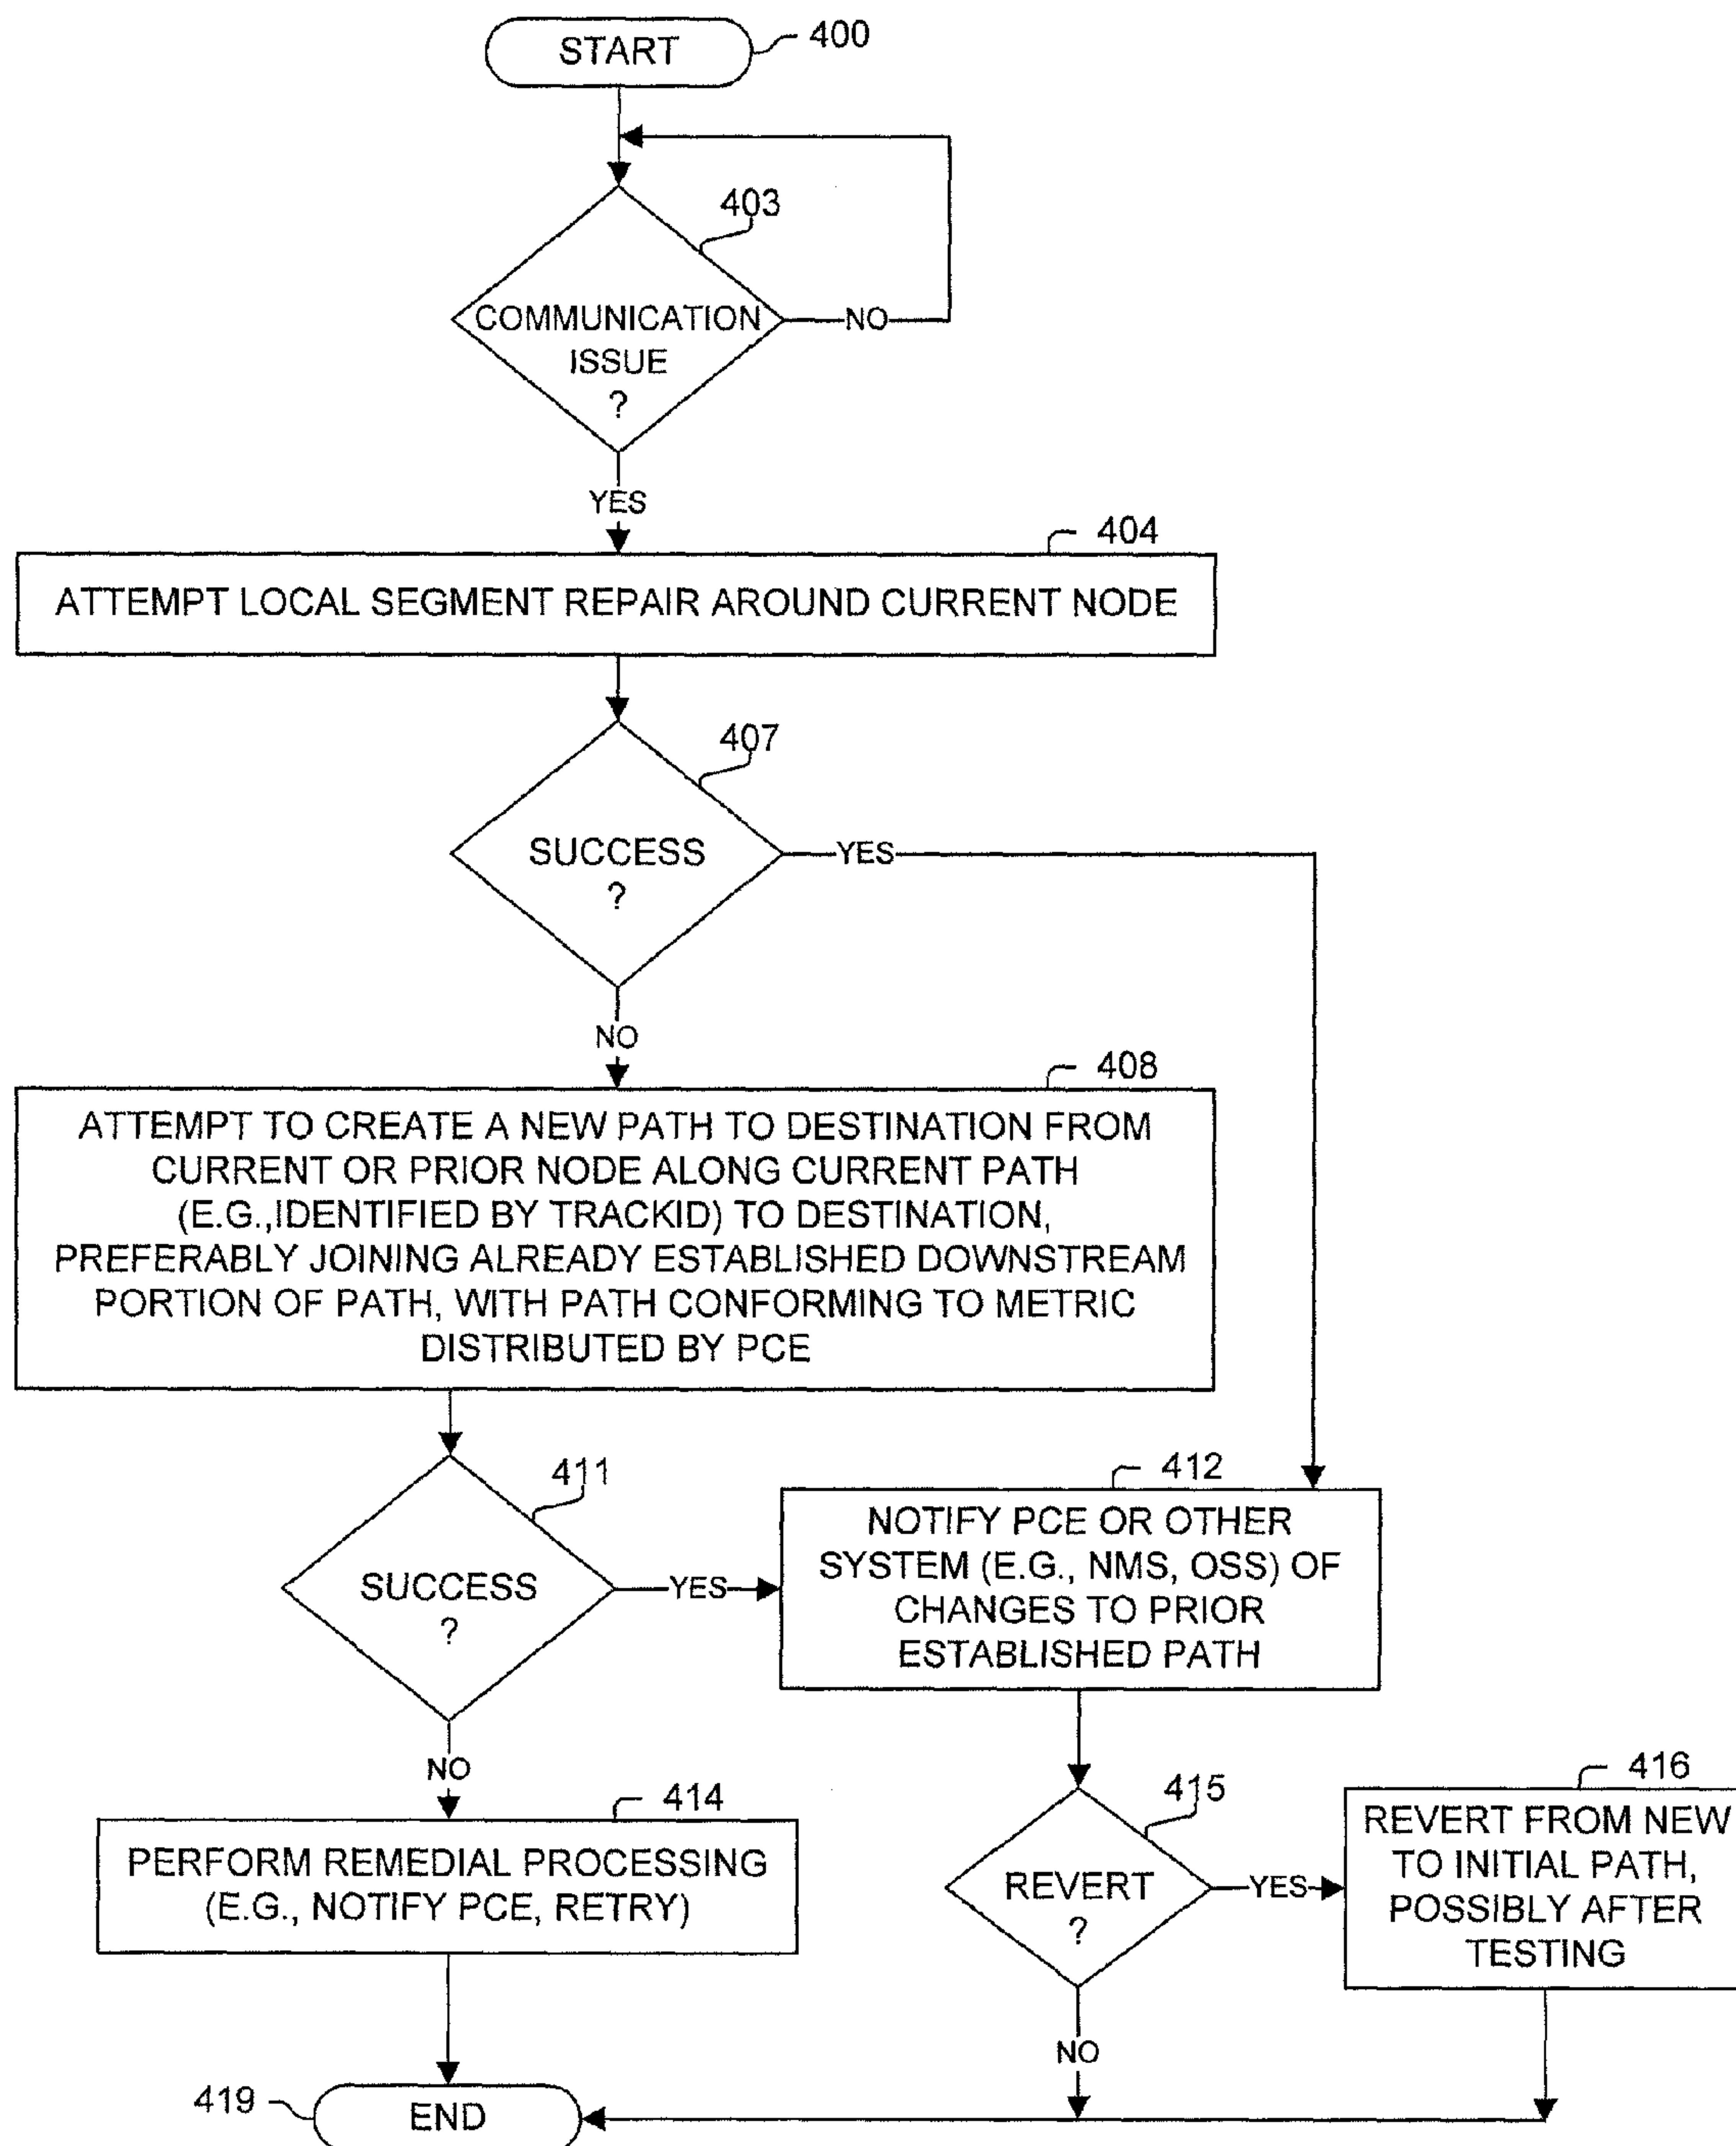 START
400
403
COMMUNICATION
ISSUE
?
NO
YES
404
ATTEMPT LOCAL SEGMENT REPAIR AROUND CURRENT NODE
407
SUCCESS
?
YES
NO
408
ATTEMPT TO CREATE A NEW PATH TO DESTINATION FROM
CURRENT OR PRIOR NODE ALONG CURRENT PATH
(E.G.,IDENTIFIED BY TRACKID) TO DESTINATION,
PREFERABLY JOINING ALREADY ESTABLISHED DOWNSTREAM
PORTION OF PATH, WITH PATH CONFORMING TO METRIC
DISTRIBUTED BY PCE
411
SUCCESS
?
YES
NO
412
NOTIFY PCE OR OTHER
SYSTEM (E.G., NMS, OSS) OF
CHANGES TO PRIOR
ESTABLISHED PATH
414
PERFORM REMEDIAL PROCESSING
(E.G., NOTIFY PCE, RETRY)
415
REVERT
?
YES
NO
416
REVERT FROM NEW
TO INITIAL PATH,
POSSIBLY AFTER
TESTING
419
END